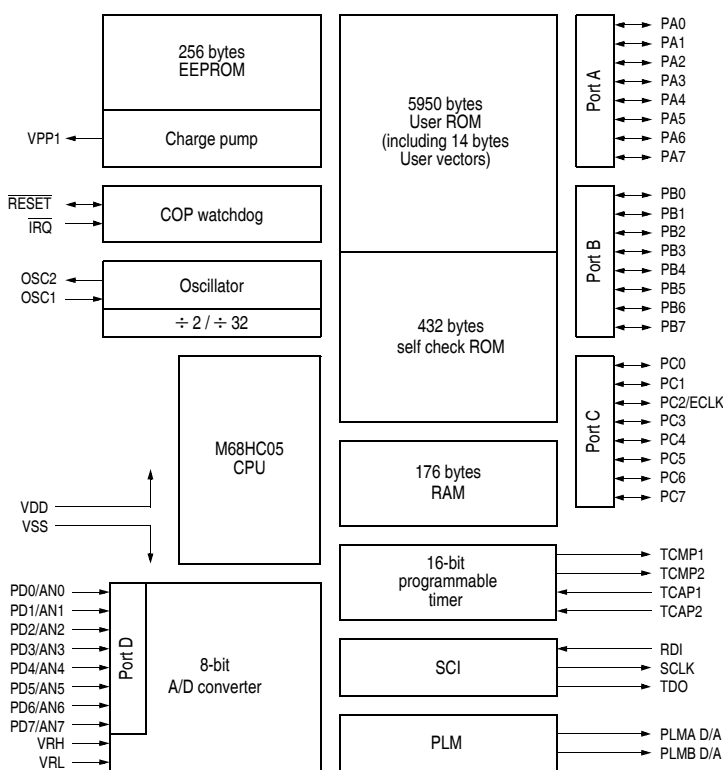 256 bytes
EEPROM
Charge pump
VPP1
COP watchdog
RESET
IRQ
Oscillator
÷ 2 / ÷ 32
OSC2
OSC1
5950 bytes
User ROM
(including 14 bytes
User vectors)
432 bytes
self check ROM
Port A
PA0
PA1
PA2
PA3
PA4
PA5
PA6
PA7
Port B
PB0
PB1
PB2
PB3
PB4
PB5
PB6
PB7
Port C
PC0
PC1
PC2/ECLK
PC3
PC4
PC5
PC6
PC7
M68HC05
CPU
VDD
VSS
176 bytes
RAM
16-bit
programmable
timer
TCMP1
TCMP2
TCAP1
TCAP2
PD0/AN0
PD1/AN1
PD2/AN2
PD3/AN3
PD4/AN4
PD5/AN5
PD6/AN6
PD7/AN7
VRH
VRL
Port D
8-bit
A/D converter
SCI
RDI
SCLK
TDO
PLM
PLMA D/A
PLMB D/A